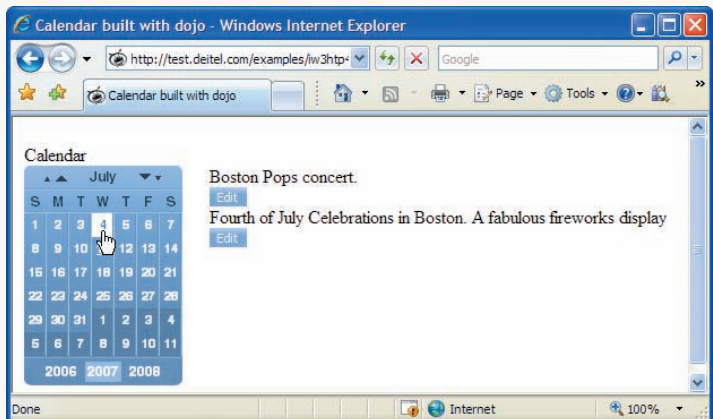 Calendar built with dojo - Windows Internet Explorer
http://test.deitel.com/examples/iw3htp
Google
Calendar built with dojo
Page
Tools
Calendar
July
S M T W T F S
1 2 3 4 5 6 7
8 9 10 12 13 14
15 16 17 18 19 20 21
22 23 24 25 26 27 28
29 30 31 1 2 3 4
5 6 7 8 9 10 11
2006 2007 2008
Boston Pops concert.
Edit
Fourth of July Celebrations in Boston. A fabulous fireworks display
Edit
Done
Internet
100%